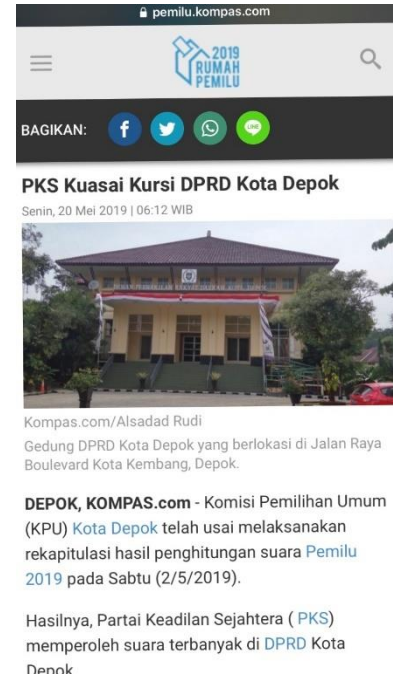 pemilu.kompas.com
2019
RUMAH
PEMILU
BAGIKAN:
LINE
PKS Kuasai Kursi DPRD Kota Depok
Senin, 20 Mei 2019 | 06:12 WIB
Kompas.com/Alsadad Rudi
Gedung DPRD Kota Depok yang berlokasi di Jalan Raya
Boulevard Kota Kembang, Depok.
DEPOK, KOMPAS.com - Komisi Pemilihan Umum
(KPU) Kota Depok telah usai melaksanakan
rekapitulasi hasil penghitungan suara Pemilu
2019 pada Sabtu (2/5/2019).
Hasilnya, Partai Keadilan Sejahtera ( PKS)
memperoleh suara terbanyak di DPRD Kota
Depok